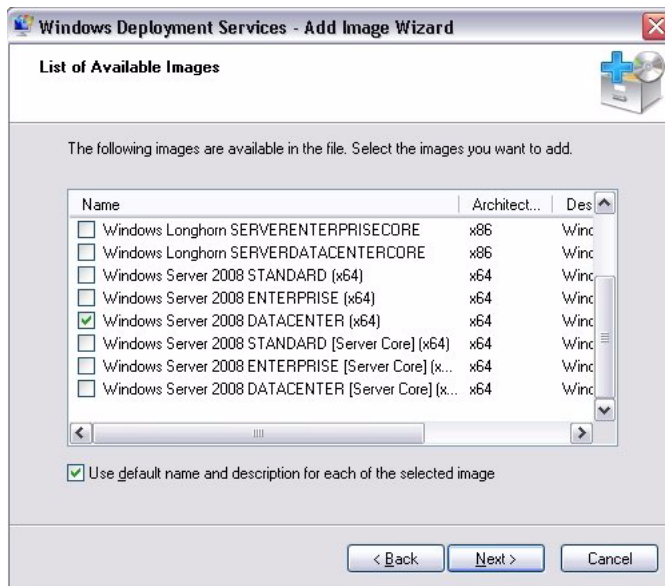 Windows Deployment Services - Add Image Wizard
List of Available Images
The following images are available in the file. Select the images you want to add.
Name Architect... Des
Windows Longhorn SERVERENTERPRISECORE x86 Winc
Windows Longhorn SERVERDATACENTERCORE x86 Winc
Windows Server 2008 STANDARD (x64) x64 Winc
Windows Server 2008 ENTERPRISE (x64) x64 Winc
Windows Server 2008 DATACENTER (x64) x64 Winc
Windows Server 2008 STANDARD [Server Core] (x64) x64 Winc
Windows Server 2008 ENTERPRISE [Server Core] (x... x64 Winc
Windows Server 2008 DATACENTER [Server Core] (x... x64 Winc
Use default name and description for each of the selected image
< Back Next > Cancel